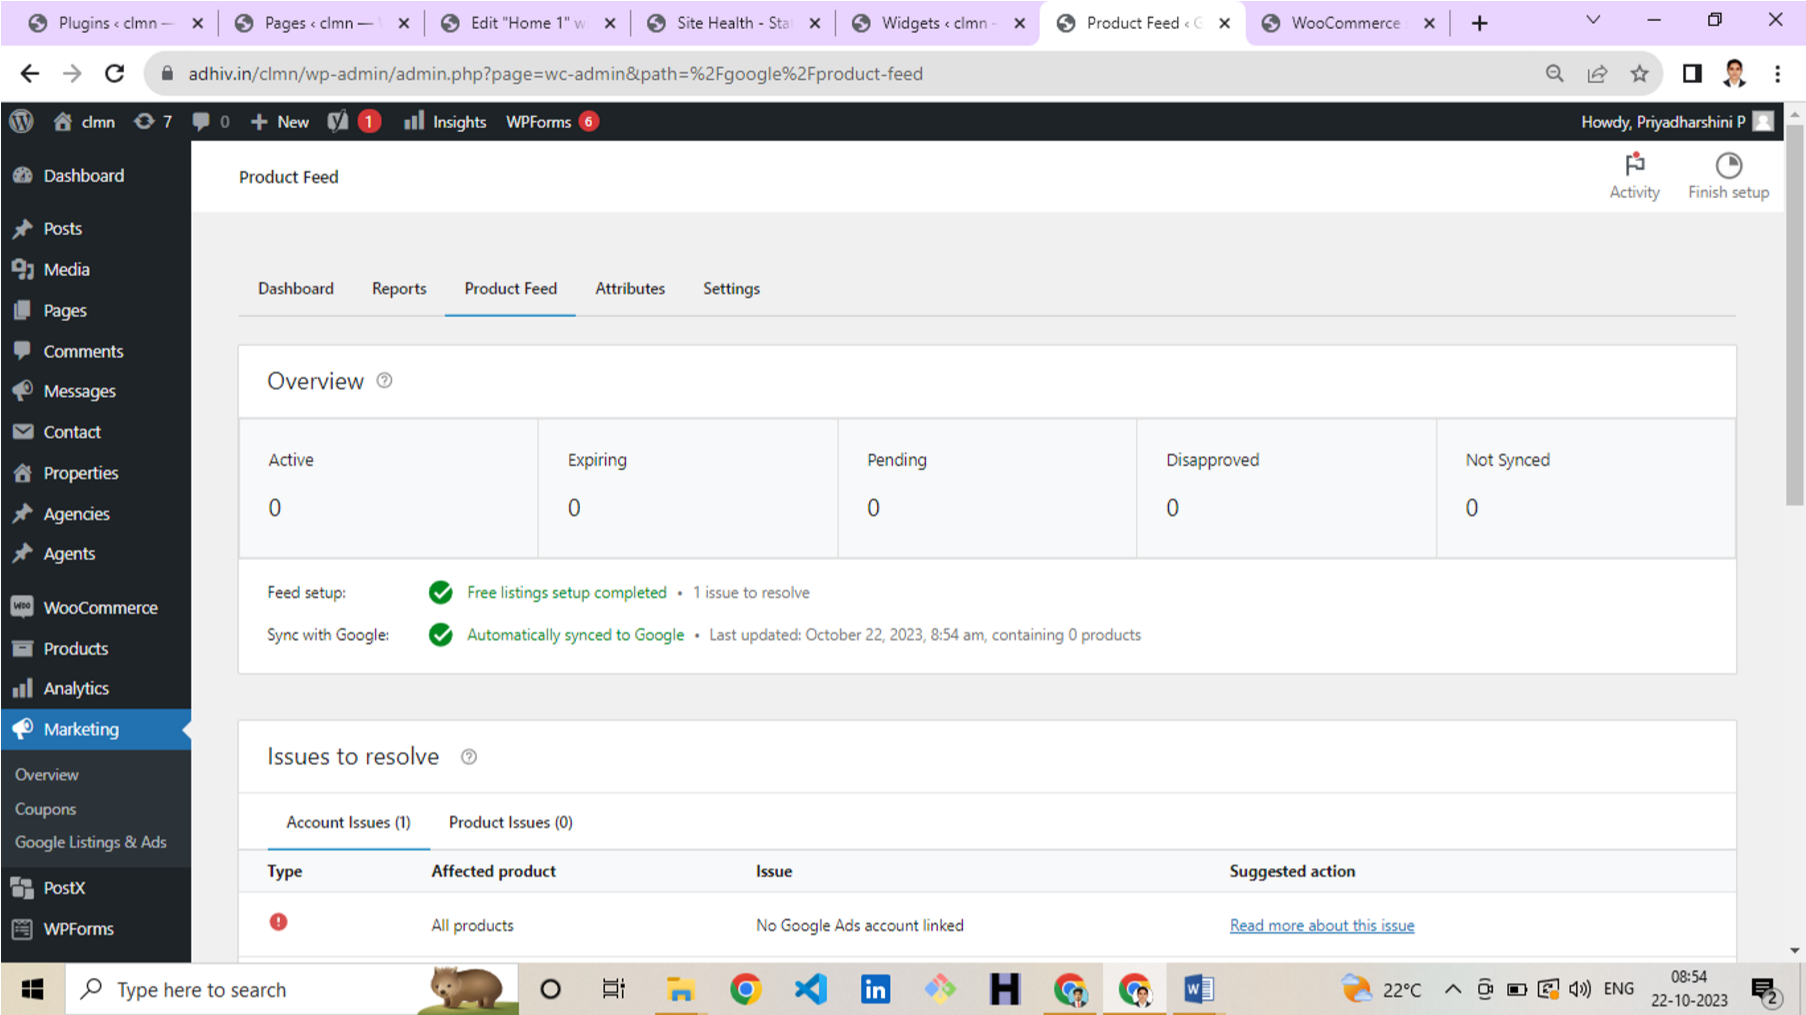 Plugins ‹ clmn —
Pages ‹ clmn —
Edit "Home 1" w
Site Health - Sta
Widgets ‹ clmn -
Product Feed ‹ G
WooCommerce
adhiv.in/clmn/wp-admin/admin.php?page=wc-admin&path=%2Fgoogle%2Fproduct-feed
clmn 7 0 New 1 Insights WPForms 6
Howdy, Priyadharshini P
Dashboard
Posts
Media
Pages
Comments
Messages
Contact
Properties
Agencies
Agents
WOO WooCommerce
Products
Analytics
Marketing
Overview
Coupons
Google Listings & Ads
PostX
WPForms
Product Feed
Activity
Finish setup
Dashboard Reports Product Feed Attributes Settings
Overview ?
Active Expiring Pending Disapproved Not Synced
0 0 0 0 0
Feed setup: Free listings setup completed • 1 issue to resolve
Sync with Google: Automatically synced to Google • Last updated: October 22, 2023, 8:54 am, containing 0 products
Issues to resolve ?
Account Issues (1) Product Issues (0)
Type Affected product Issue Suggested action
All products No Google Ads account linked Read more about this issue
Type here to search
22°C
ENG
08:54
22-10-2023
2